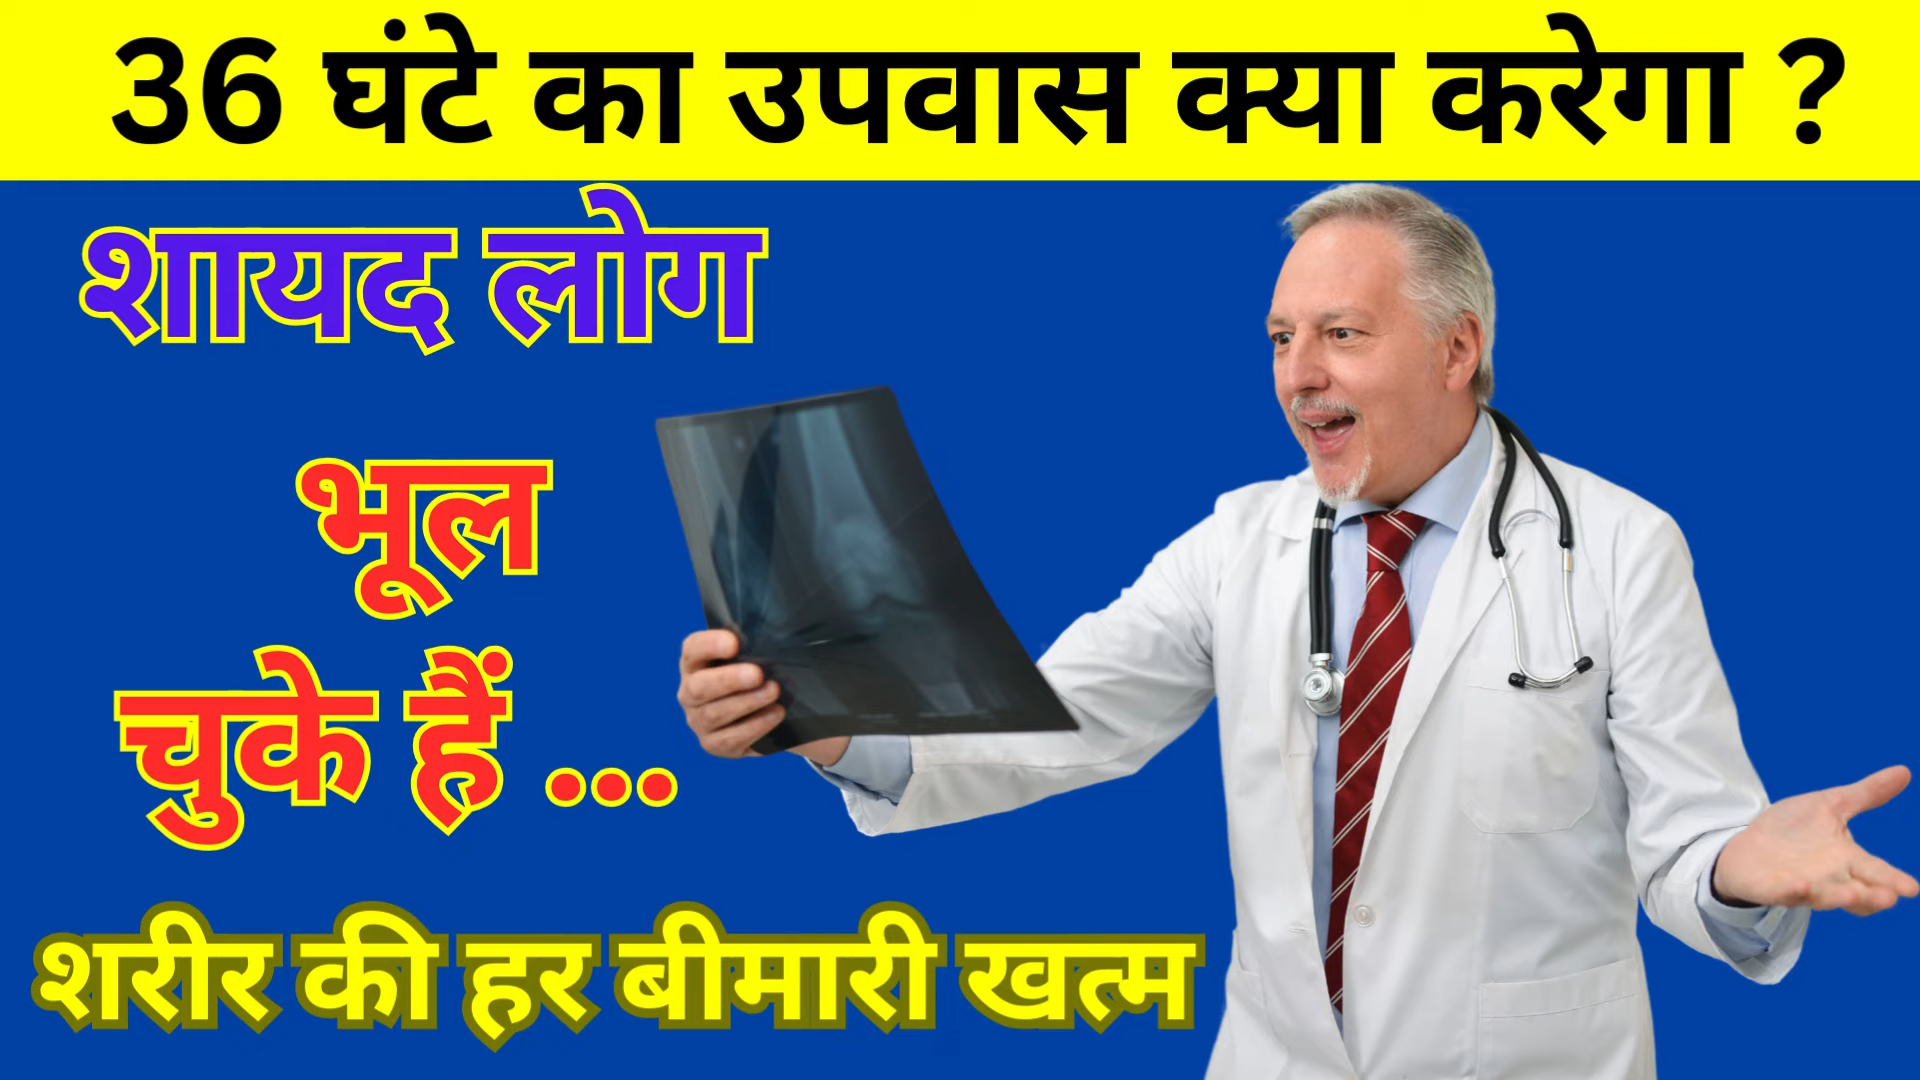 36 घंटे का उपवास क्या करेगा ?
शायद लोग
भूल
चुके हैं ...
शरीर की हर बीमारी खत्म